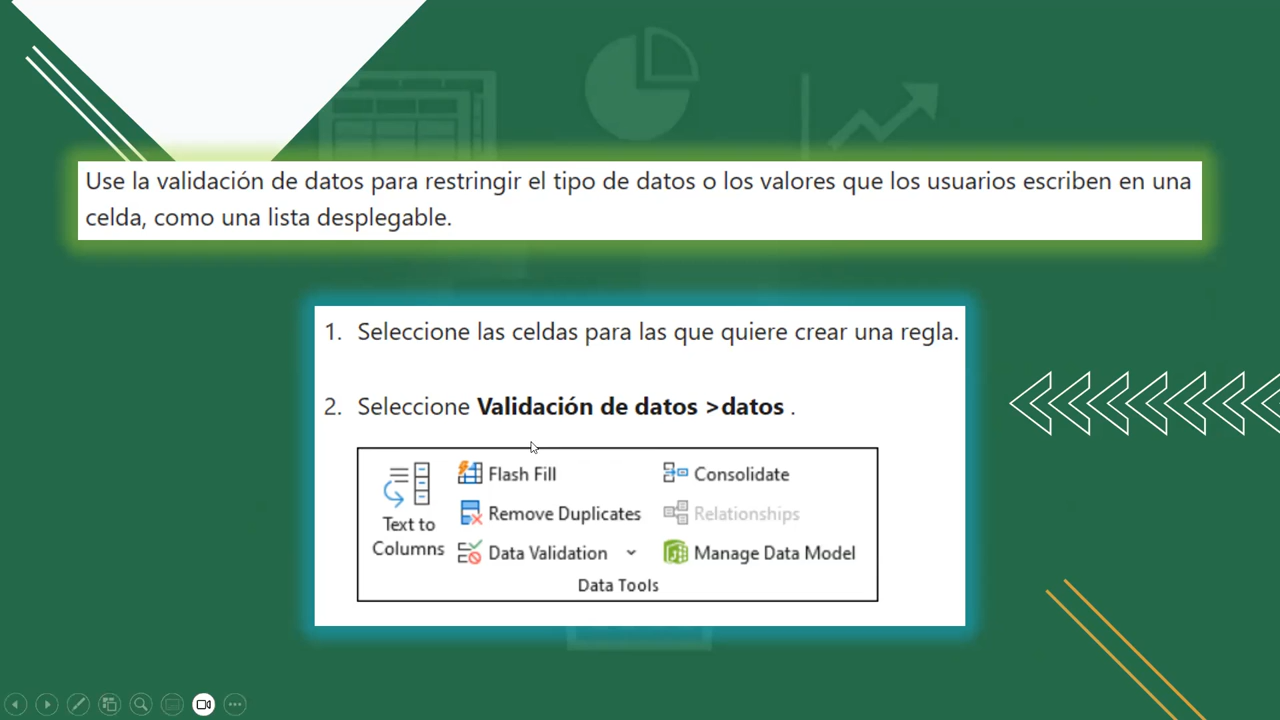 Use la validación de datos para restringir el tipo de datos o los valores que los usuarios escriben en una
celda, como una lista desplegable.
1. Seleccione las celdas para las que quiere crear una regla.
2. Seleccione Validación de datos >datos .
Text to
Columns
Flash Fill
Remove Duplicates
Data Validation
Consolidate
Relationships
Manage Data Model
Data Tools